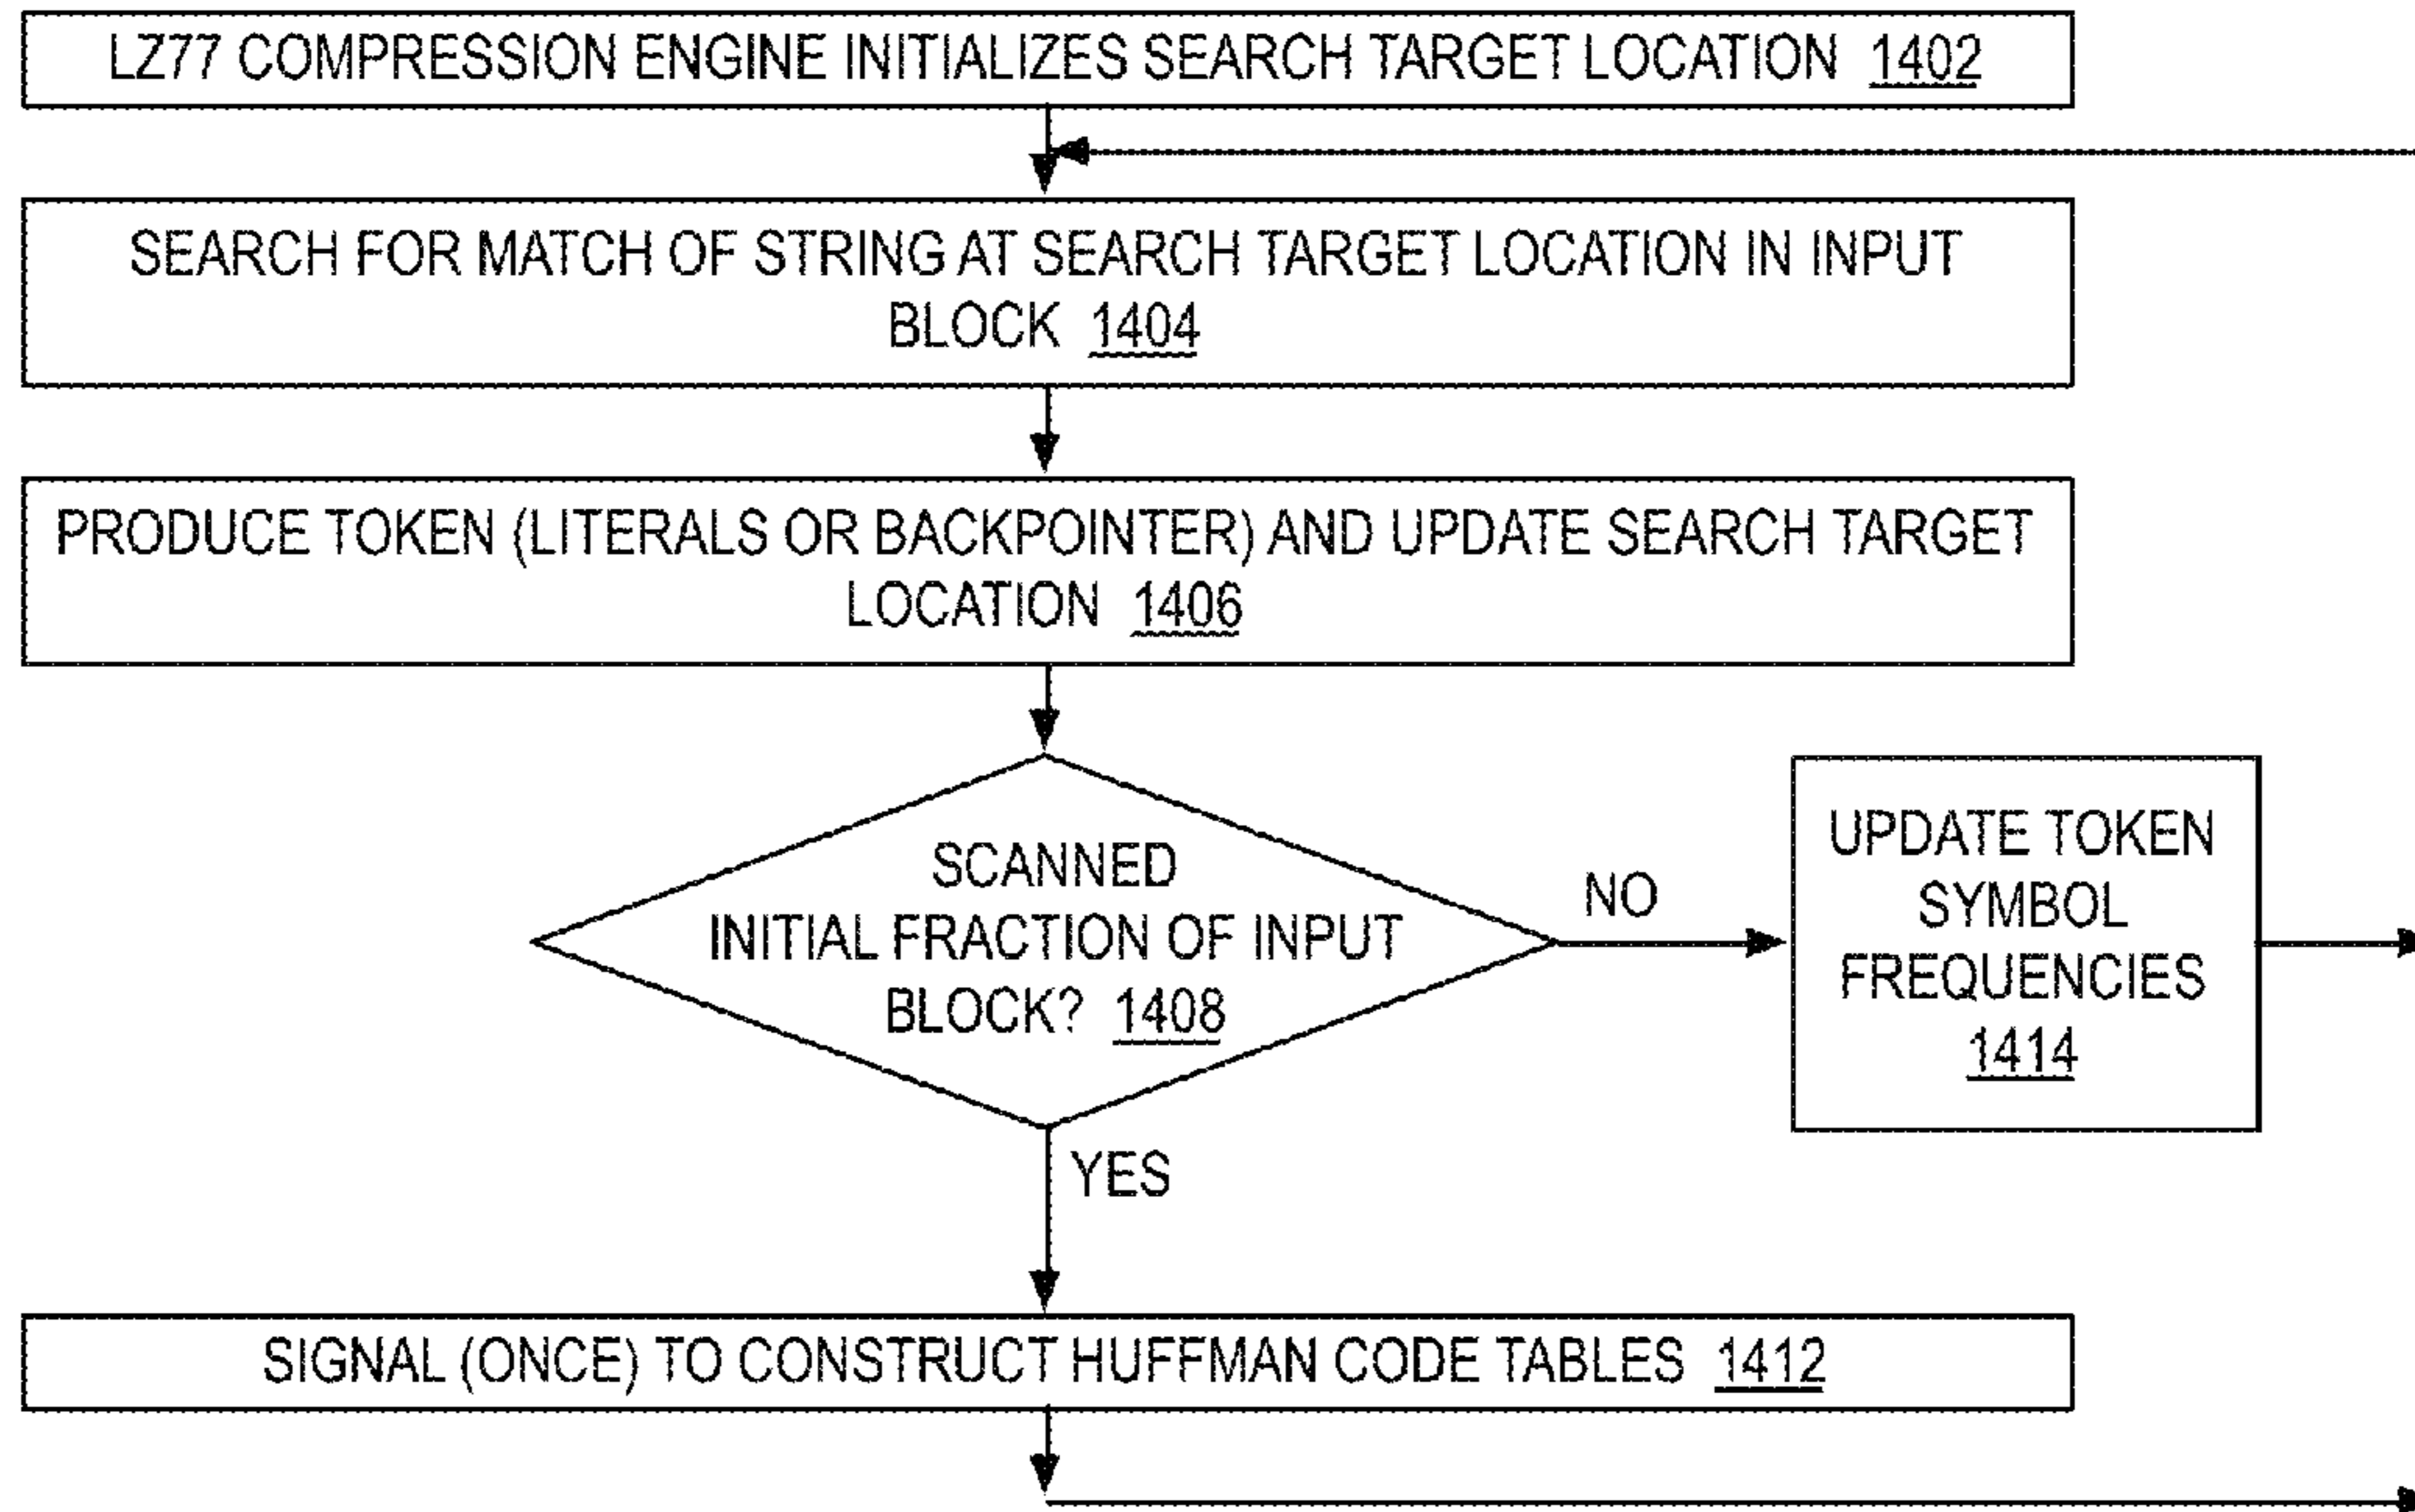 LZ77 COMPRESSION ENGINE INITIALIZES SEARCH TARGET LOCATION 1402
SEARCH FOR MATCH OF STRING AT SEARCH TARGET LOCATION IN INPUT
BLOCK 1404
PRODUCE TOKEN (LITERALS OR BACKPOINTER) AND UPDATE SEARCH TARGET
LOCATION 1406
SCANNED
INITIAL FRACTION OF INPUT
BLOCK? 1408
NO
UPDATE TOKEN
SYMBOL
FREQUENCIES
1414
YES
SIGNAL (ONCE) TO CONSTRUCT HUFFMAN CODE TABLES 1412